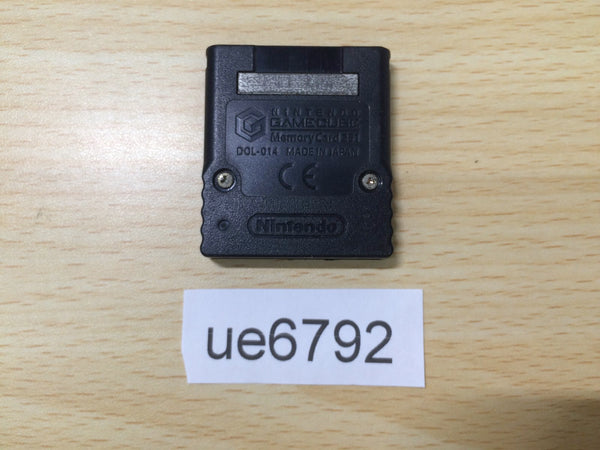 NINTENDO
GAMECUBE
Memory Card 251
DOL-014 MADE IN JAPAN
CE
Nintendo
ue6792